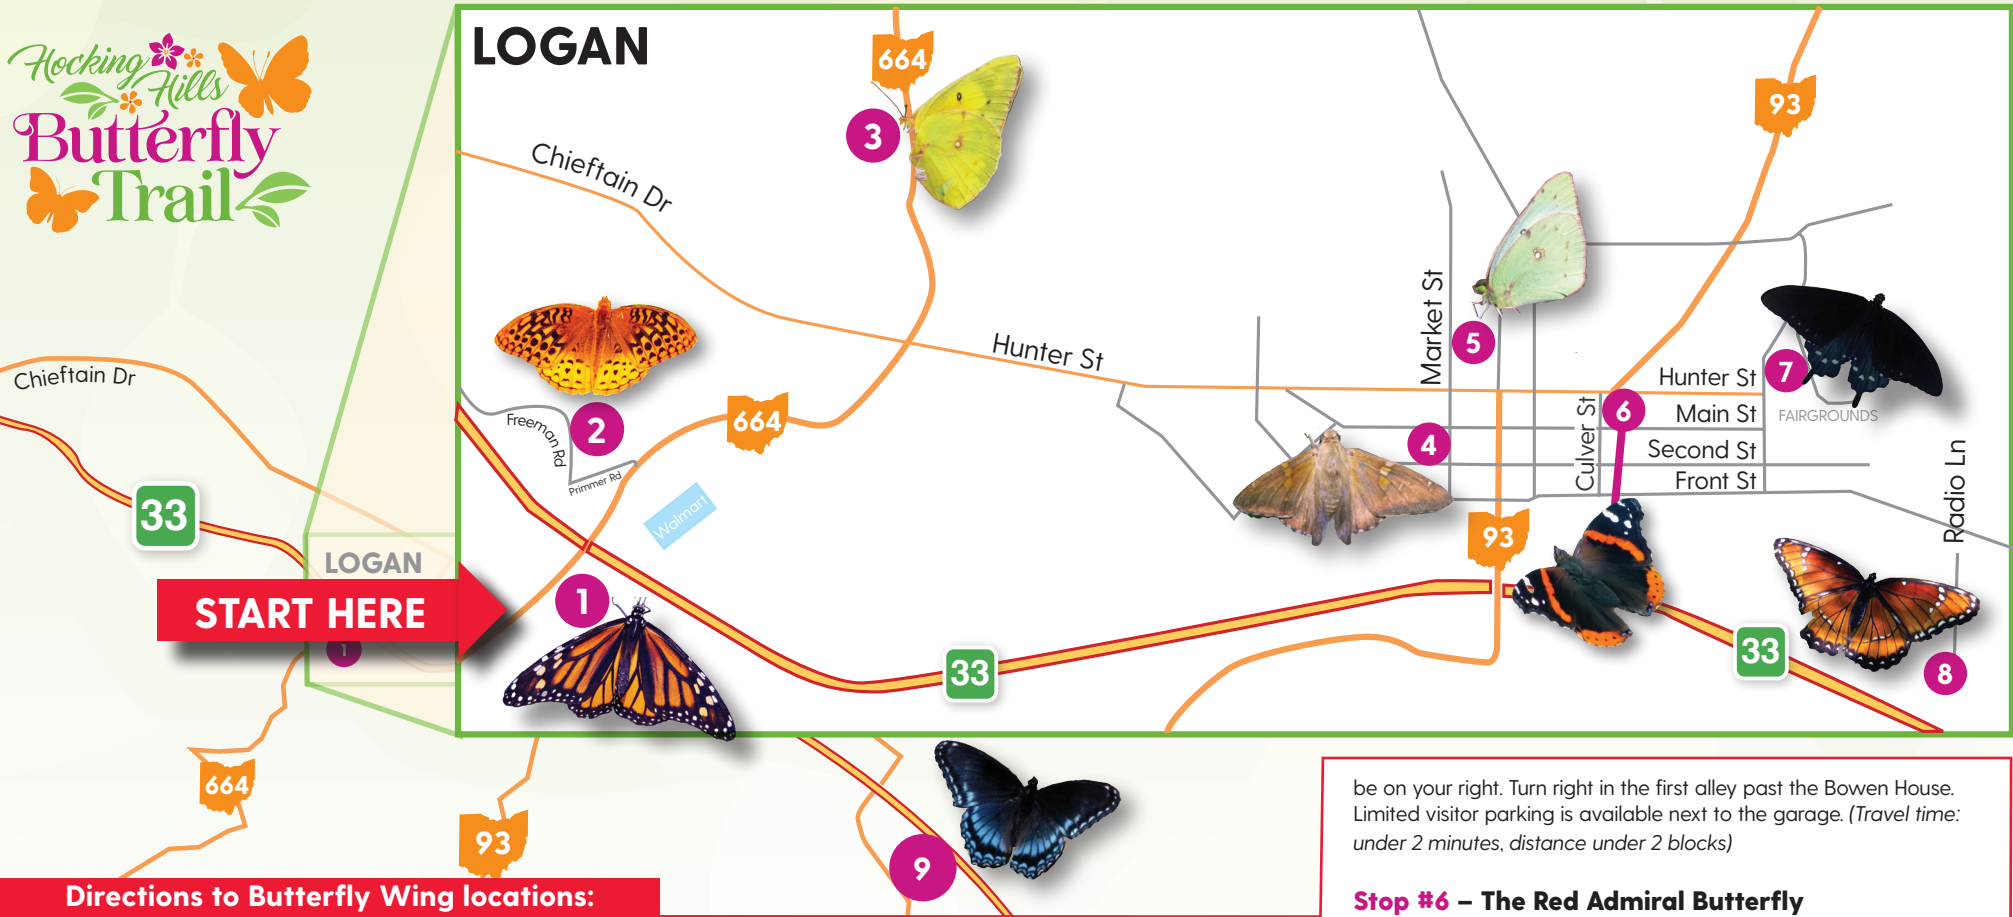 Hocking
Hills
Butterfly
Trail
LOGAN
664
93
3
Chieftain Dr
Market St
5
Hunter St
Chieftain Dr
Hunter St
7
6
Main St
FAIRGROUNDS
Culver St
Freeman Rd
2
664
4
Second St
Primmer Rd
Front St
Radio Ln
Walmart
33
93
LOGAN
START HERE
1
1
33
33
8
664
93
9
be on your right. Turn right in the first alley past the Bowen House.
Limited visitor parking is available next to the garage. (Travel time:
under 2 minutes, distance under 2 blocks)
Directions to Butterfly Wing locations:
Stop #6 – The Red Admiral Butterfly